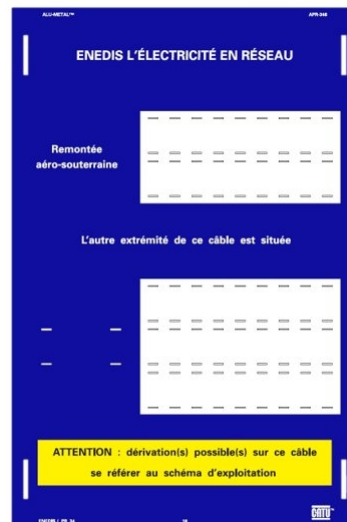 ALU-METAL™ APR-348
ENEDIS L'ÉLECTRICITÉ EN RÉSEAU
Remontée
aéro-souterraine
L'autre extrémité de ce câble est située
ATTENTION : dérivation(s) possible(s) sur ce câble
se référer au schéma d'exploitation
CATU™